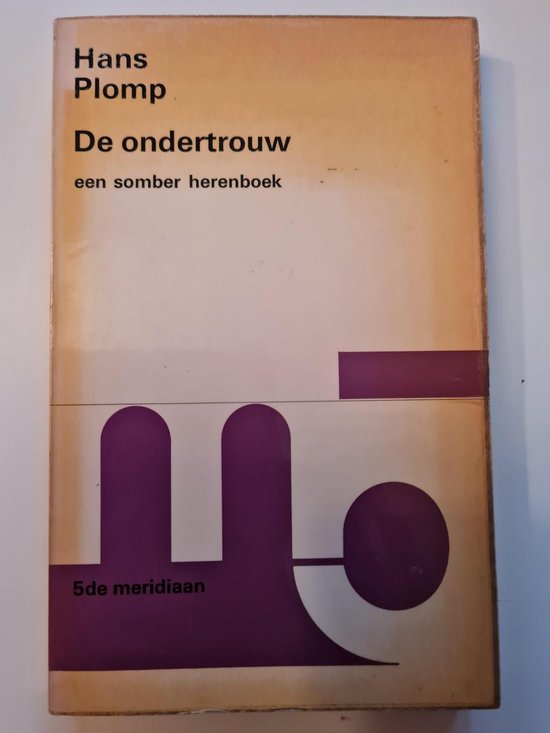 Hans
Plomp
De ondertrouw
een somber herenboek
5de meridiaan